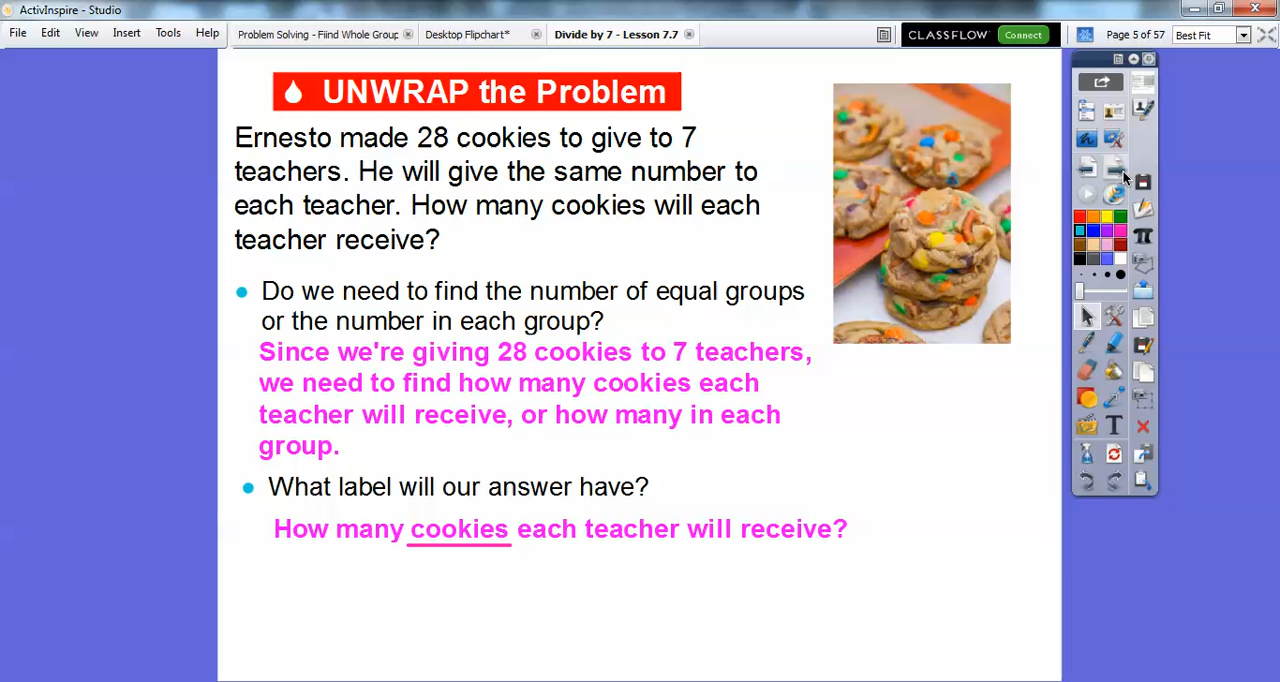 ActivInspire - Studio
File Edit View Insert Tools Help
Problem Solving - Fiind Whole Group
Desktop Flipchart*
Divide by 7 - Lesson 7.7
CLASSFLOW Connect
Page 5 of 57
Best Fit
UNWRAP the Problem
Ernesto made 28 cookies to give to 7
teachers. He will give the same number to
each teacher. How many cookies will each
teacher receive?
Do we need to find the number of equal groups
or the number in each group?
Since we're giving 28 cookies to 7 teachers,
we need to find how many cookies each
teacher will receive, or how many in each
group.
What label will our answer have?
How many cookies each teacher will receive?